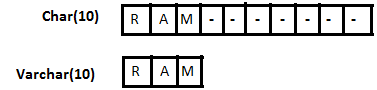 Char(10) R A M - - - - - - -
Varchar(10) R A M